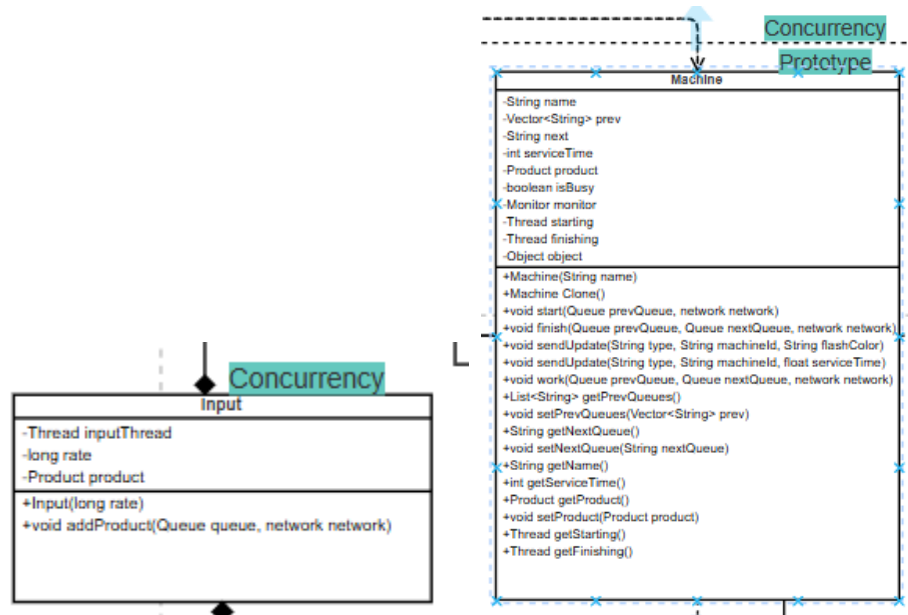 Concurrency
Prototype
Machine
-String name
-Vector<String> prev
-String next
-int serviceTime
-Product product
-boolean isBusy
-Monitor monitor
-Thread starting
-Thread finishing
-Object object
+Machine(String name)
+Machine Clone()
+void start(Queue prevQueue, network network)
+void finish(Queue prevQueue, Queue nextQueue, network network)
+void sendUpdate(String type, String machineId, String flashColor)
+void sendUpdate(String type, String machineId, float serviceTime)
+void work(Queue prevQueue, Queue nextQueue, network network)
+List<String> getPrevQueues()
+void setPrevQueues(Vector<String> prev)
+String getNextQueue()
+void setNextQueue(String nextQueue)
+String getName()
+int getServiceTime()
+Product getProduct()
+void setProduct(Product product)
+Thread getStarting()
+Thread getFinishing()
Concurrency
Input
-Thread inputThread
-long rate
-Product product
+Input(long rate)
+void addProduct(Queue queue, network network)